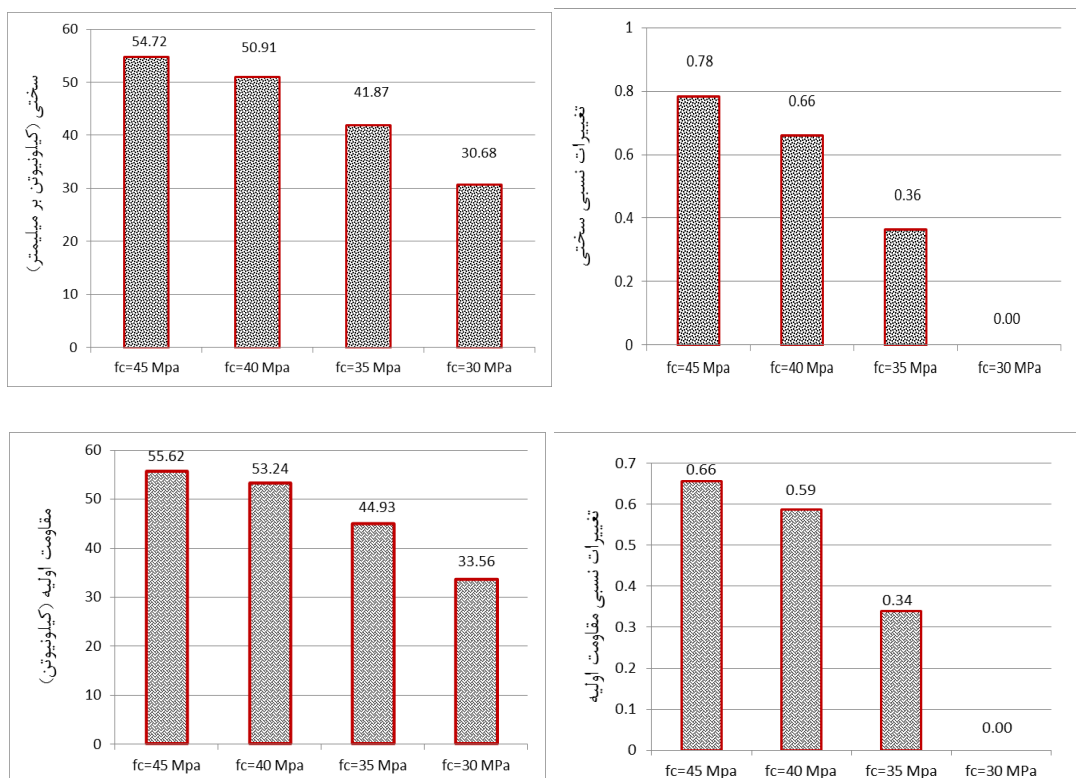 سختی (کیلونیوتن بر میلیمتر)
60
50
40
30
20
10
0
54.72
50.91
41.87
30.68
fc=45 Mpa
fc=40 Mpa
fc=35 Mpa
fc=30 MPa
تغییرات نسبی سختی
1
0.8
0.6
0.4
0.2
0
0.78
0.66
0.36
0.00
fc=45 Mpa
fc=40 Mpa
fc=35 Mpa
fc=30 MPa
مقاومت اولیه (کیلونیوتن)
60
50
40
30
20
10
0
55.62
53.24
44.93
33.56
fc=45 Mpa
fc=40 Mpa
fc=35 Mpa
fc=30 MPa
تغییرات نسبی مقاومت اولیه
0.7
0.6
0.5
0.4
0.3
0.2
0.1
0
0.66
0.59
0.34
0.00
fc=45 Mpa
fc=40 Mpa
fc=35 Mpa
fc=30 MPa